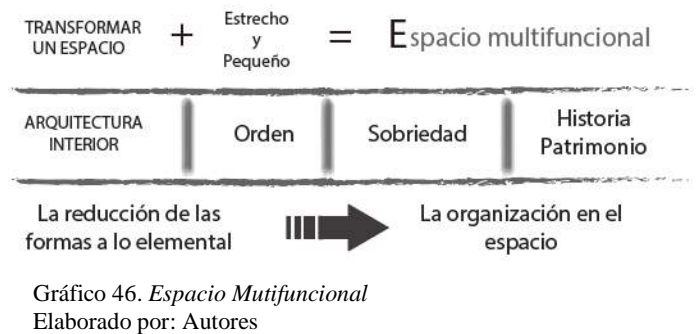 TRANSFORMAR
UN ESPACIO
+
Estrecho
y
Pequeño
=
Espacio multifuncional
ARQUITECTURA
INTERIOR
Orden
Sobriedad
Historia
Patrimonio
La reducción de las
formas a lo elemental
La organización en el
espacio
Gráfico 46. Espacio Mutifuncional
Elaborado por: Autores